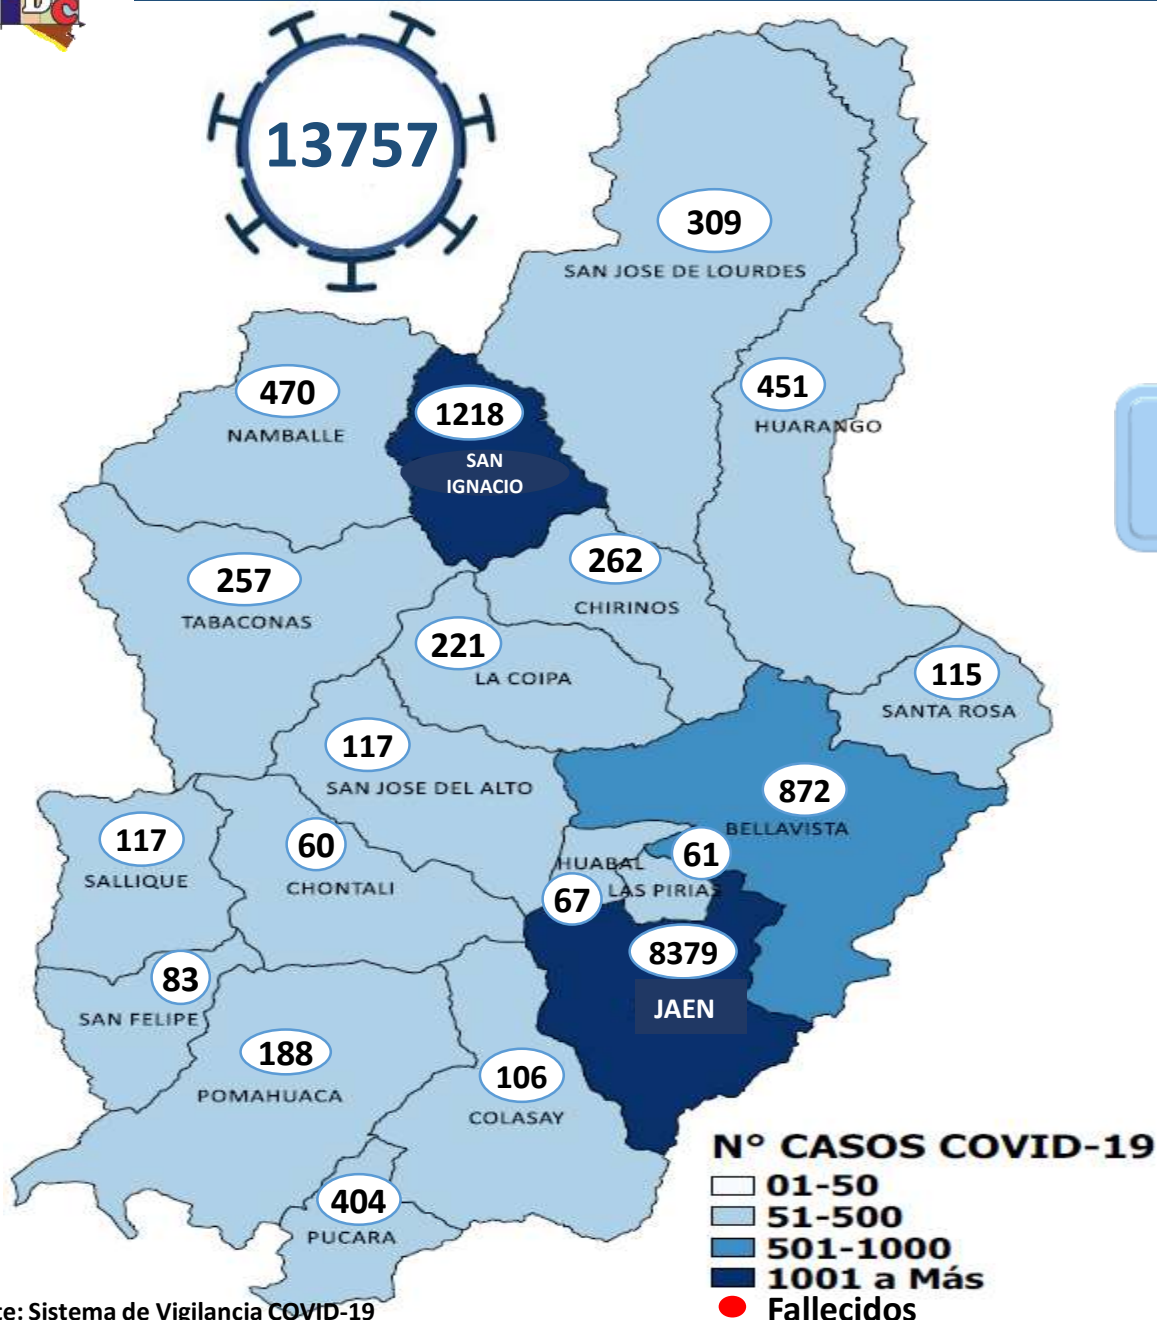 DC
13757
309
SAN JOSE DE LOURDES
470
NAMBALLE
1218
SAN
IGNACIO
451
HUARANGO
257
TABACONAS
262
CHIRINOS
221
LA COIPA
115
SANTA ROSA
117
SAN JOSE DEL ALTO
872
BELLAVISTA
117
SALLIQUE
60
CHONTALI
HUABAL
61
67
LAS PIRIAS
8379
JAEN
83
SAN FELIPE
188
POMAHUACA
106
COLASAY
404
PUCARA
N° CASOS COVID-19
01-50
51-500
501-1000
1001 a Más
Fallecidos
te: Sistema de Vigilancia COVID-19